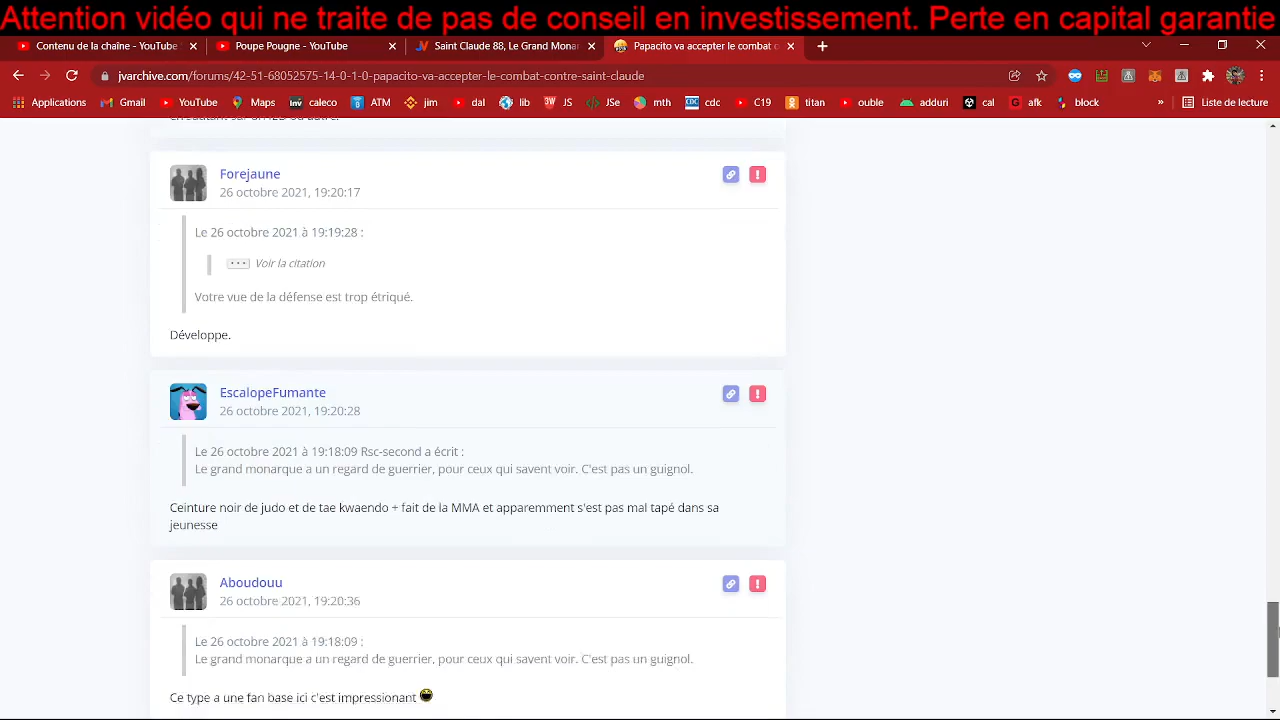 Attention vidéo qui ne traite de pas de conseil en investissement. Perte en capital garantie
Contenu de la chaîne - YouTube
Poupe Pougne - YouTube
Saint Claude 88, Le Grand Monar
Papacito va accepter le combat c
jvarchive.com/forums/42-51-68052575-14-0-1-0-papacito-va-accepter-le-combat-contre-saint-claude
Applications Gmail YouTube Maps caleco ATM jim dal lib JS JSe mth cdc C19 titan ouble adduri cal afk block » Liste de lecture
Forejaune
26 octobre 2021, 19:20:17
Le 26 octobre 2021 à 19:19:28 :
Voir la citation
Votre vue de la défense est trop étriqué.
Développe.
EscalopeFumante
26 octobre 2021, 19:20:28
Le 26 octobre 2021 à 19:18:09 Rsc-second a écrit :
Le grand monarque a un regard de guerrier, pour ceux qui savent voir. C'est pas un guignol.
Ceinture noir de judo et de tae kwaendo + fait de la MMA et apparemment s'est pas mal tapé dans sa
jeunesse
Aboudouu
26 octobre 2021, 19:20:36
Le 26 octobre 2021 à 19:18:09 :
Le grand monarque a un regard de guerrier, pour ceux qui savent voir. C'est pas un guignol.
Ce type a une fan base ici c'est impressionant